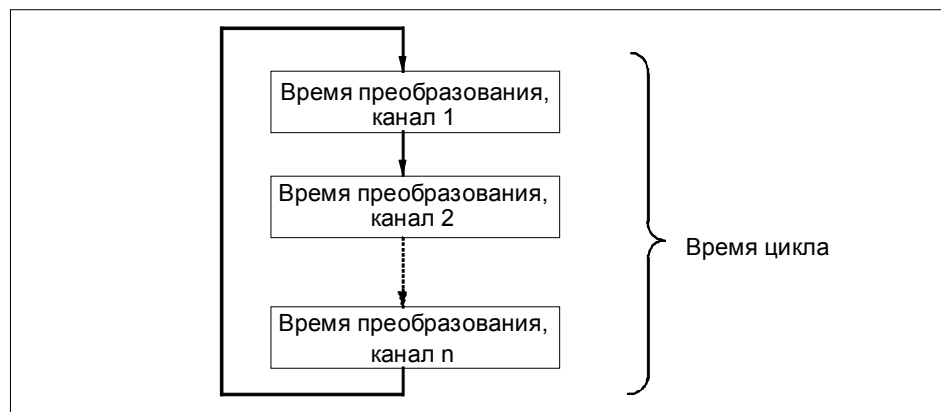 Время преобразования,
канал 1
Время преобразования,
канал 2
Время цикла
Время преобразования,
канал n